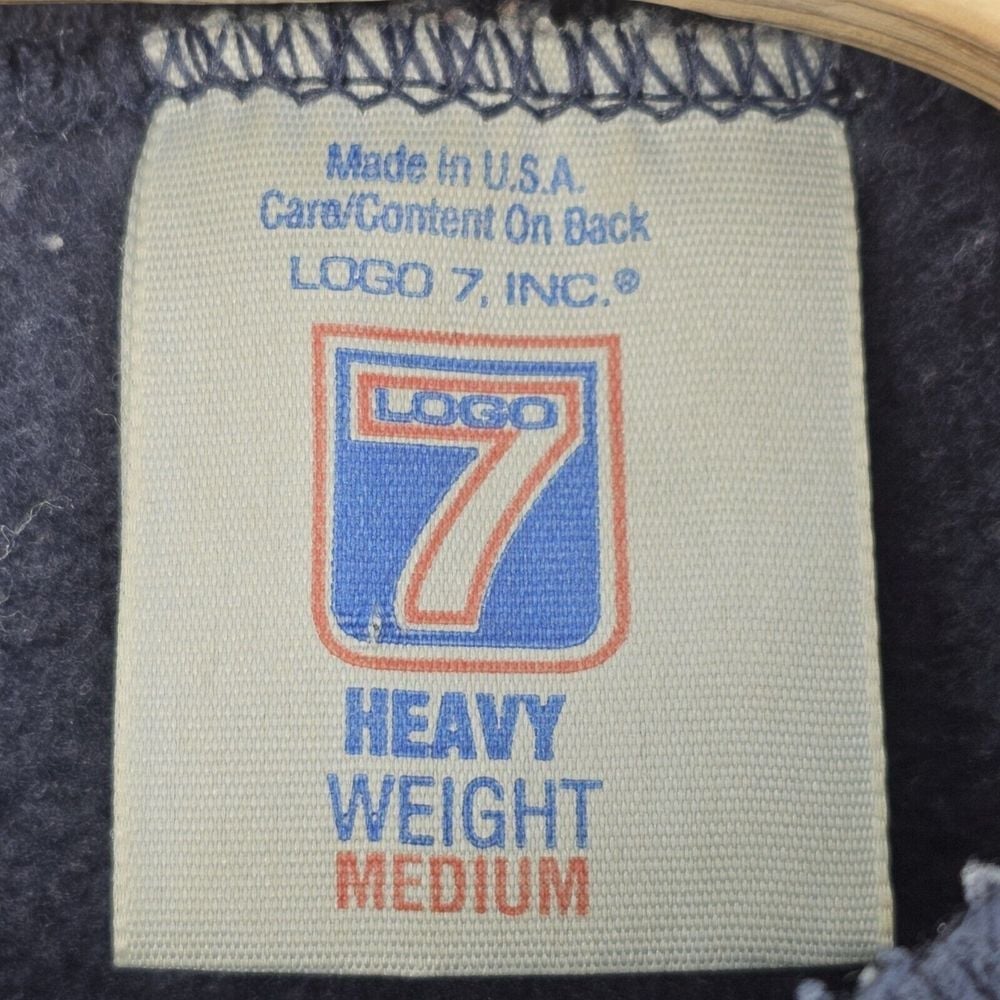 Made In U.S.A.
Care/Content On Back
LOGO 7, INC.®
LOGO
7
HEAVY
WEIGHT
MEDIUM